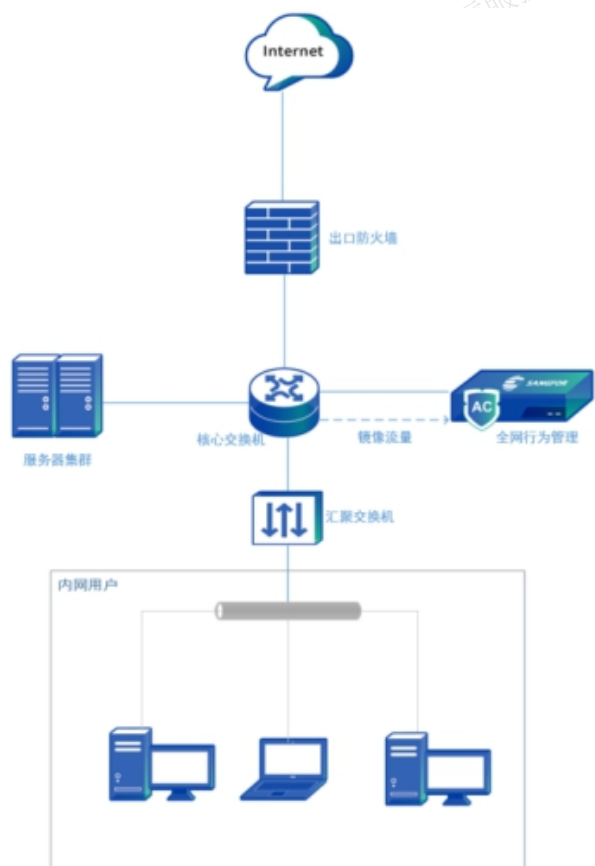 Internet
出口防火墙
SANGFOR
AC
核心交换机
镜像流量
全网行为管理
服务器集群
汇聚交换机
内网用户